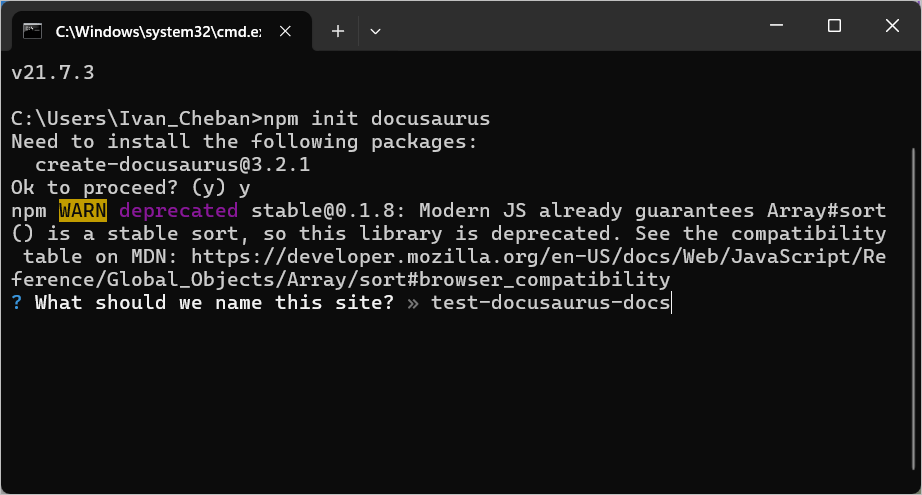 C:\Windows\system32\cmd.e
v21.7.3
C:\Users\Ivan_Cheban>npm init docusaurus
Need to install the following packages:
  create-docusaurus@3.2.1
Ok to proceed? (y) y
npm WARN deprecated stable@0.1.8: Modern JS already guarantees Array#sort
() is a stable sort, so this library is deprecated. See the compatibility
 table on MDN: https://developer.mozilla.org/en-US/docs/Web/JavaScript/Re
ference/Global_Objects/Array/sort#browser_compatibility
? What should we name this site? » test-docusaurus-docs